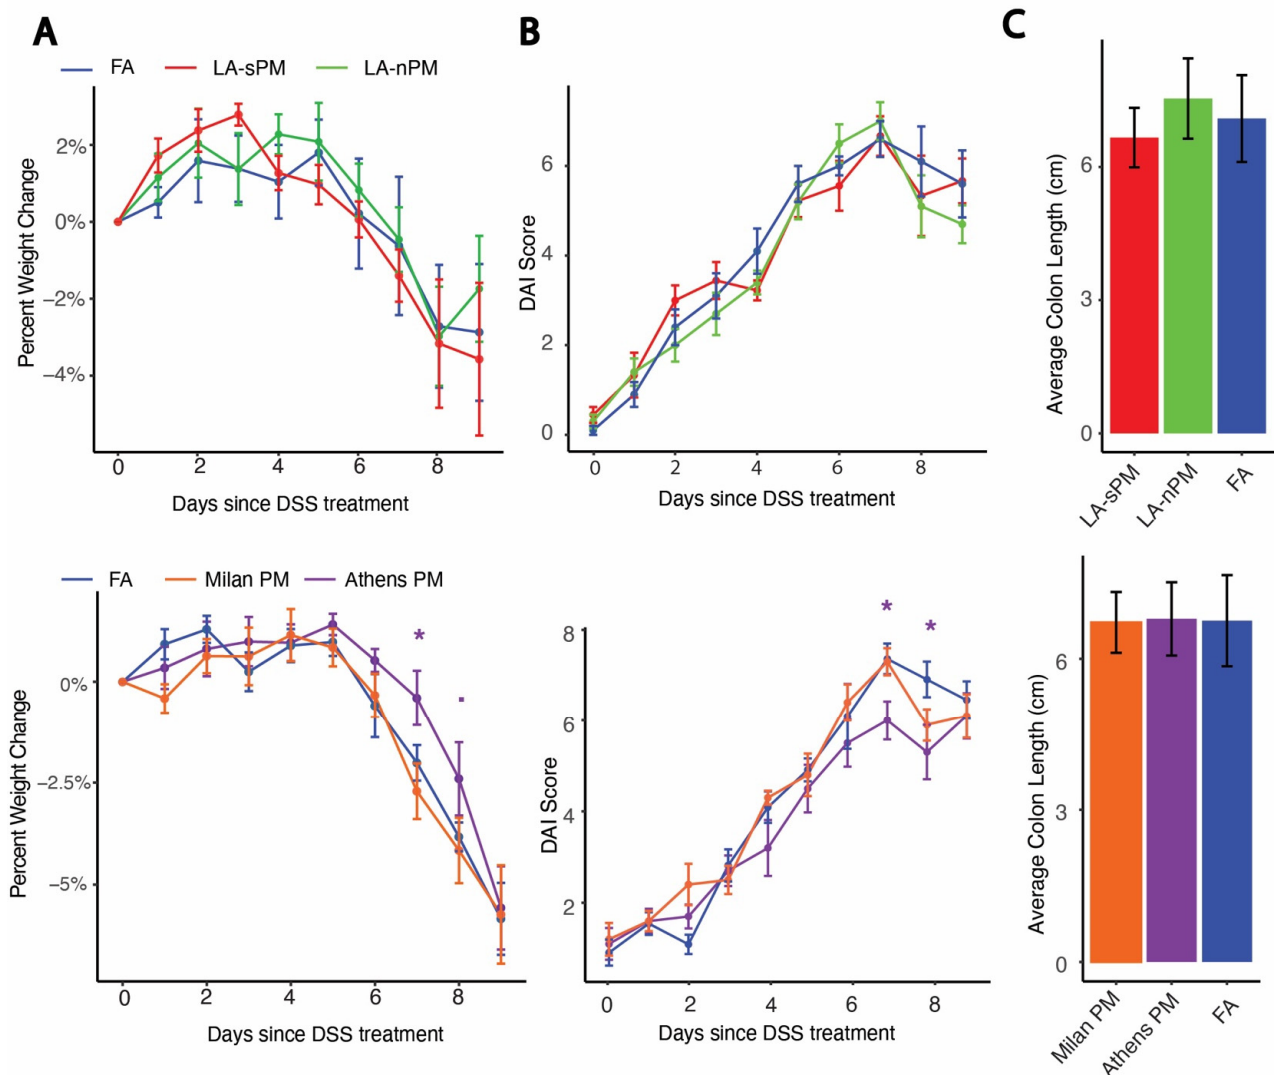 A
FA LA-sPM LA-nPM
Percent Weight Change
2%
0%
−2%
−4%
0 2 4 6 8
Days since DSS treatment
B
DAI Score
6
4
2
0
0 2 4 6 8
Days since DSS treatment
C
Average Colon Length (cm)
6
3
0
LA-sPM
LA-nPM
FA
FA Milan PM Athens PM
Percent Weight Change
0%
−2.5%
−5%
*
0 2 4 6 8
Days since DSS treatment
DAI Score
8
6
4
2
* *
0 2 4 6 8
Days since DSS treatment
Average Colon Length (cm)
6
3
0
Milan PM
Athens PM
FA